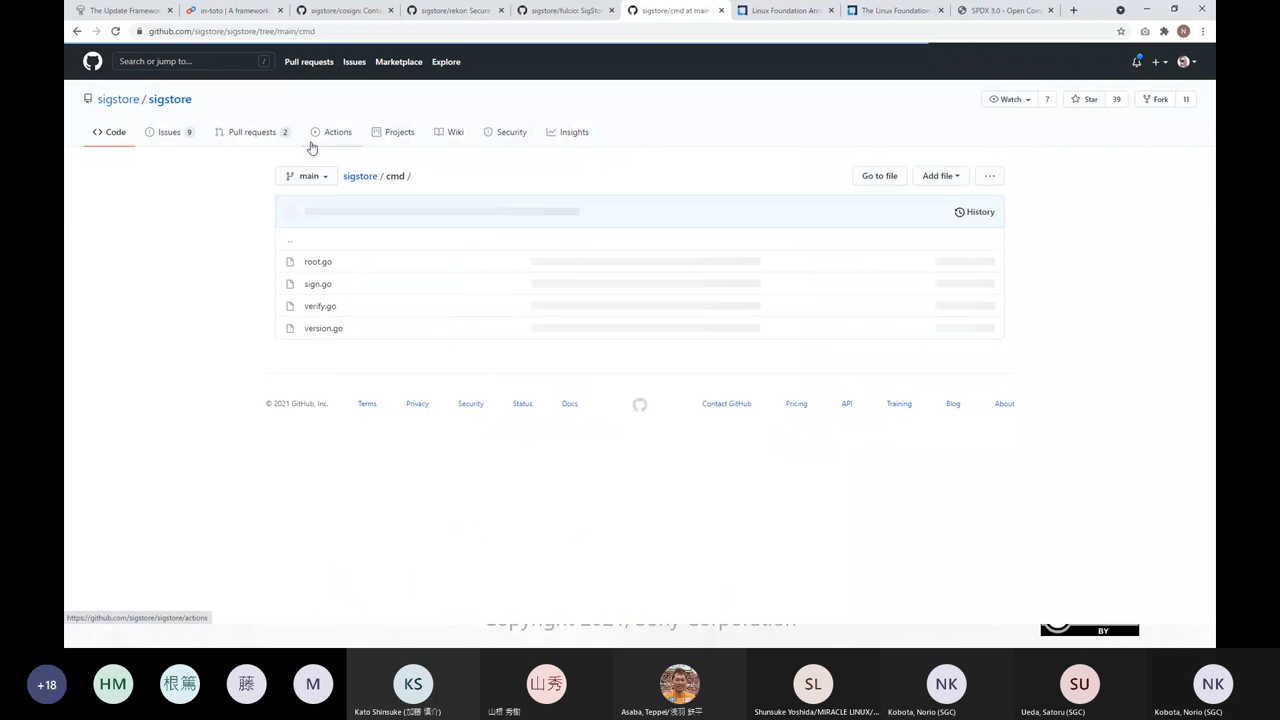 The Update Framewor
in-toto | A framework
sigstore/cosign: Conta
sigstore/rekor: Secure
sigstore/fulcio: SigSto
sigstore/cmd at main
Linux Foundation Ann
The Linux Foundation
SPDX 3.0 - Open Com
github.com/sigstore/sigstore/tree/main/cmd
N
Search or jump to...
/
Pull requests
Issues
Marketplace
Explore
sigstore / sigstore
Watch
7
Star
39
Fork
11
Code
Issues 9
Pull requests 2
Actions
Projects
Wiki
Security
Insights
main
sigstore / cmd /
Go to file
Add file
...
History
..
root.go
sign.go
verify.go
version.go
© 2021 GitHub, Inc.
Terms
Privacy
Security
Status
Docs
Contact GitHub
Pricing
API
Training
Blog
About
https://github.com/sigstore/sigstore/actions
Copyright 2021, Sony Corporation
BY
+18
HM
根篤
藤
M
KS
山秀
SL
NK
SU
NK
Kato Shinsuke (加藤 慎介)
山根 秀樹
Asaba, Teppei/浅羽 鉄平
Shunsuke Yoshida/MIRACLE LINUX/...
Kobota, Norio (SGC)
Ueda, Satoru (SGC)
Kobota, Norio (SGC)